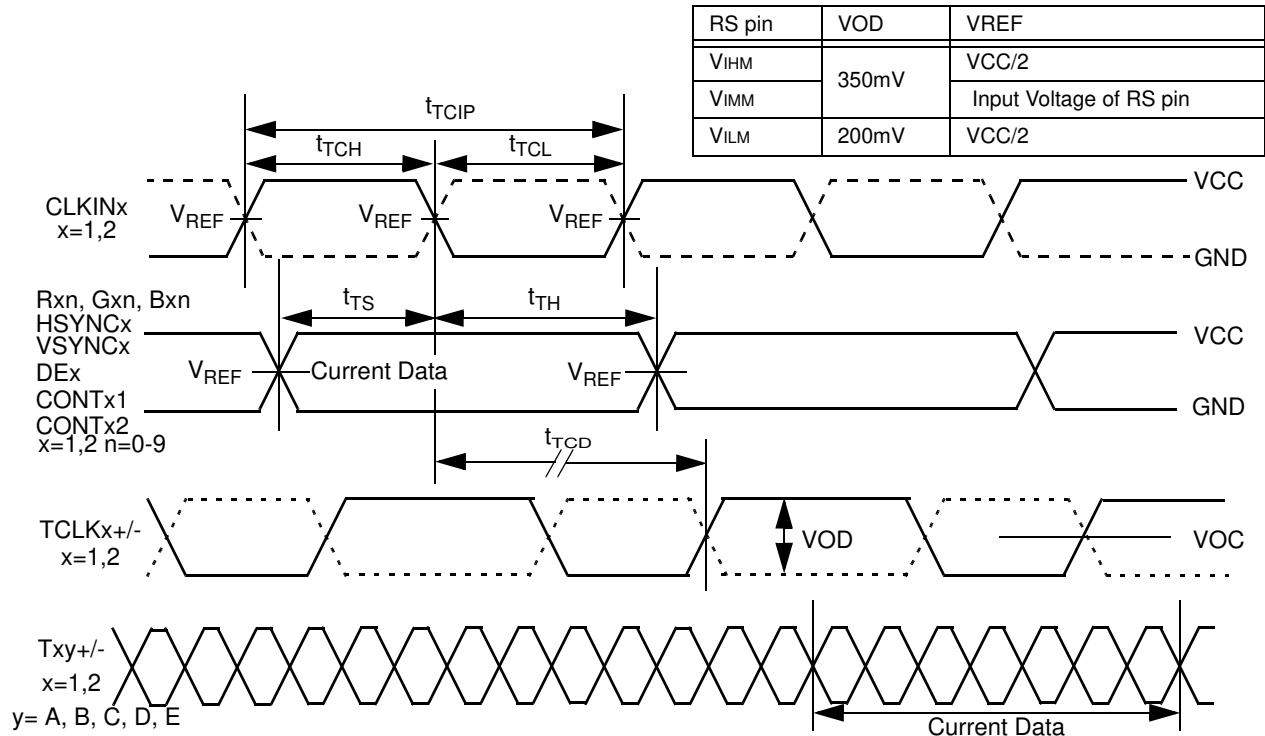 RS pin VOD VREF
VIHM 350mV VCC/2
VIMM Input Voltage of RS pin
VILM 200mV VCC/2
tTCIP
tTCH tTCL
CLKINx
x=1,2
VREF VREF VREF
VCC
GND
Rxn, Gxn, Bxn
HSYNCx
VSYNCx
DEx
CONTx1
CONTx2
x=1,2 n=0-9
tTS tTH
VREF Current Data VREF
VCC
GND
tTCD
TCLKx+/-
x=1,2
VOD
VOC
Txy+/-
x=1,2
y= A, B, C, D, E
Current Data